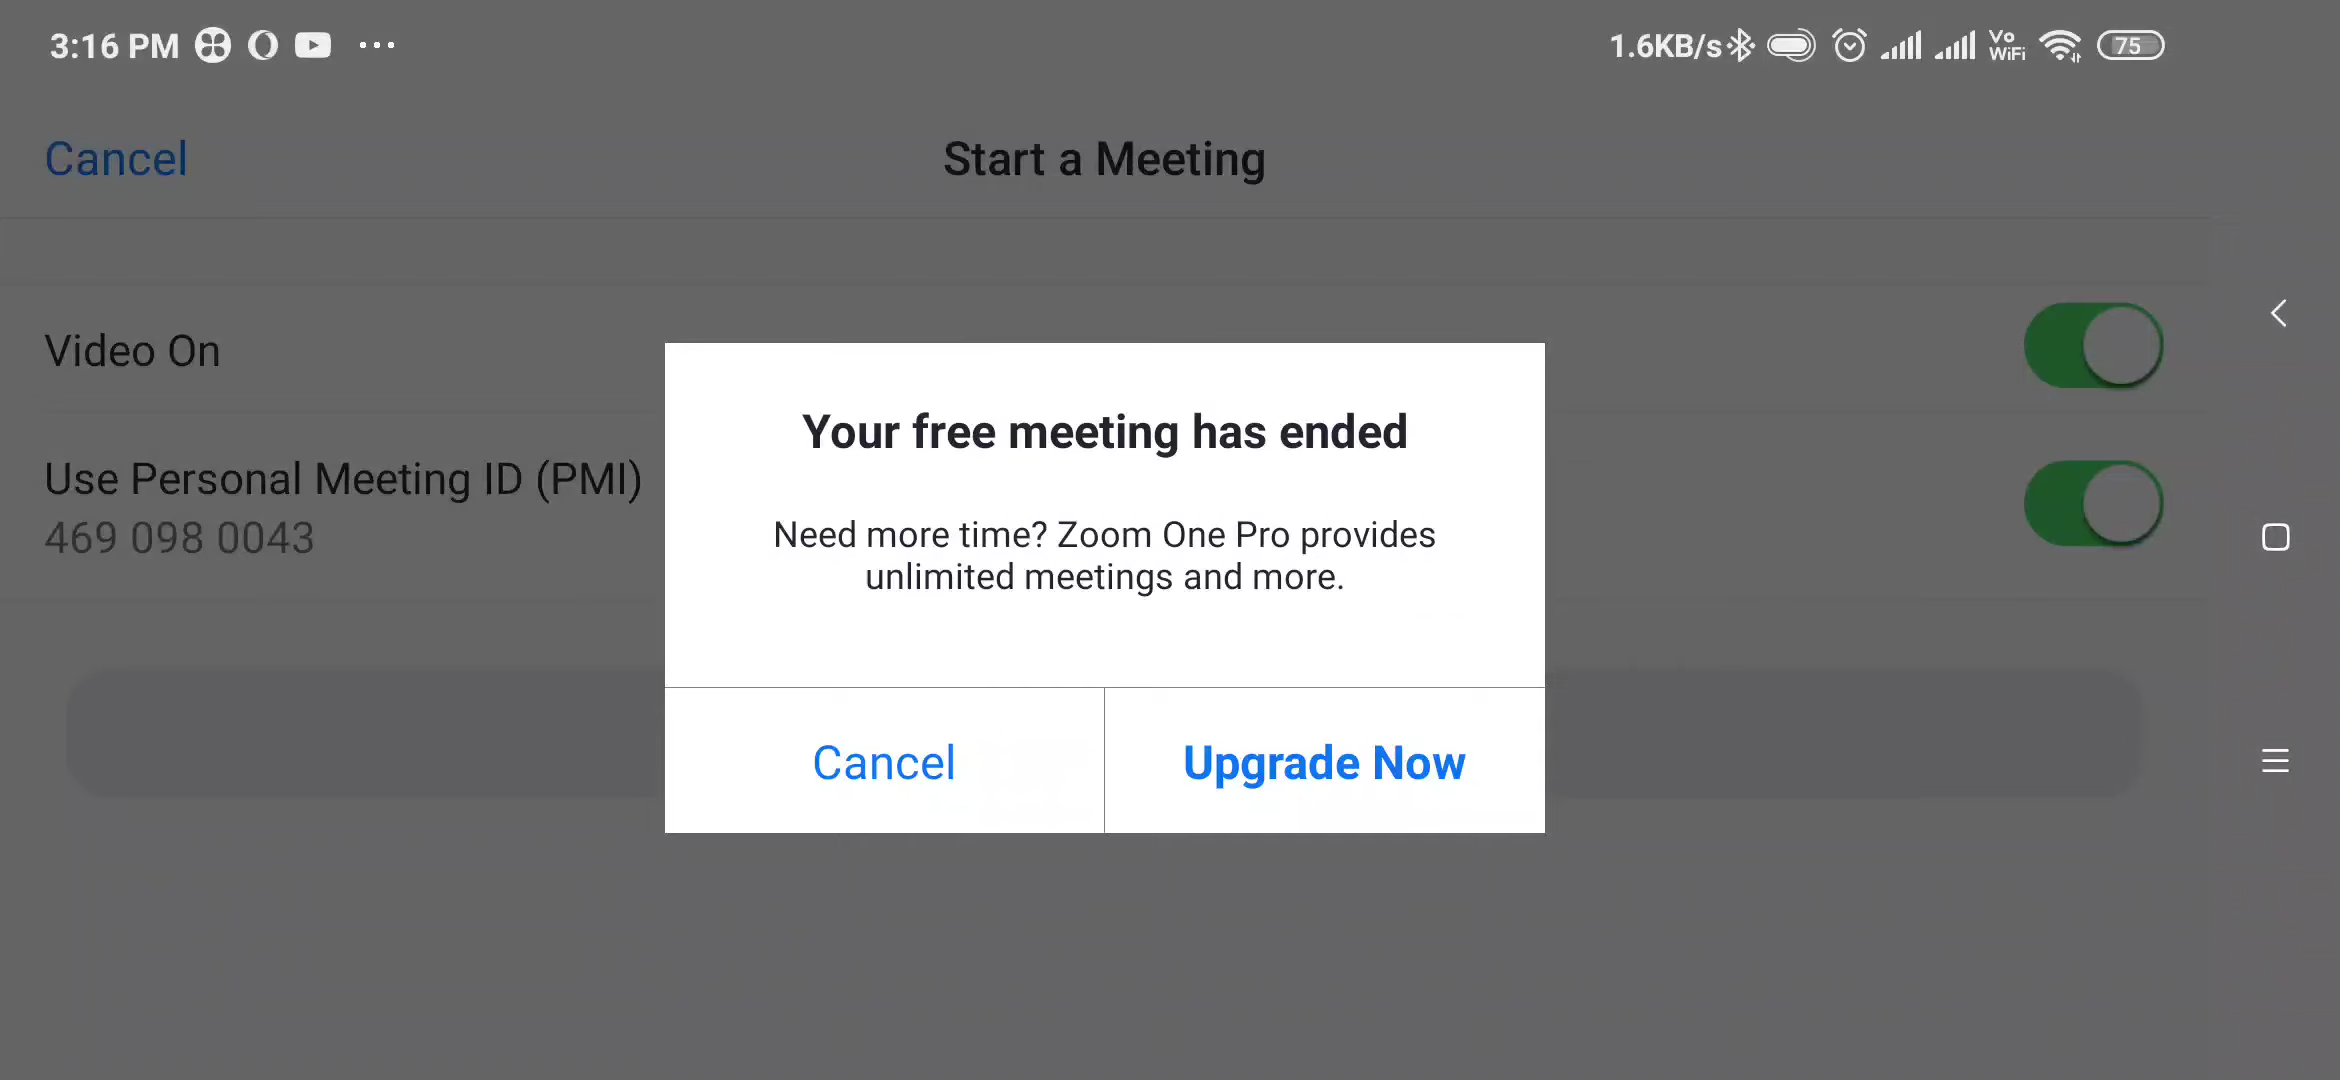 3:16 PM
1.6KB/s
Vo
WiFi
75
Cancel
Start a Meeting
Video On
Use Personal Meeting ID (PMI)
469 098 0043
Your free meeting has ended
Need more time? Zoom One Pro provides
unlimited meetings and more.
Cancel
Upgrade Now